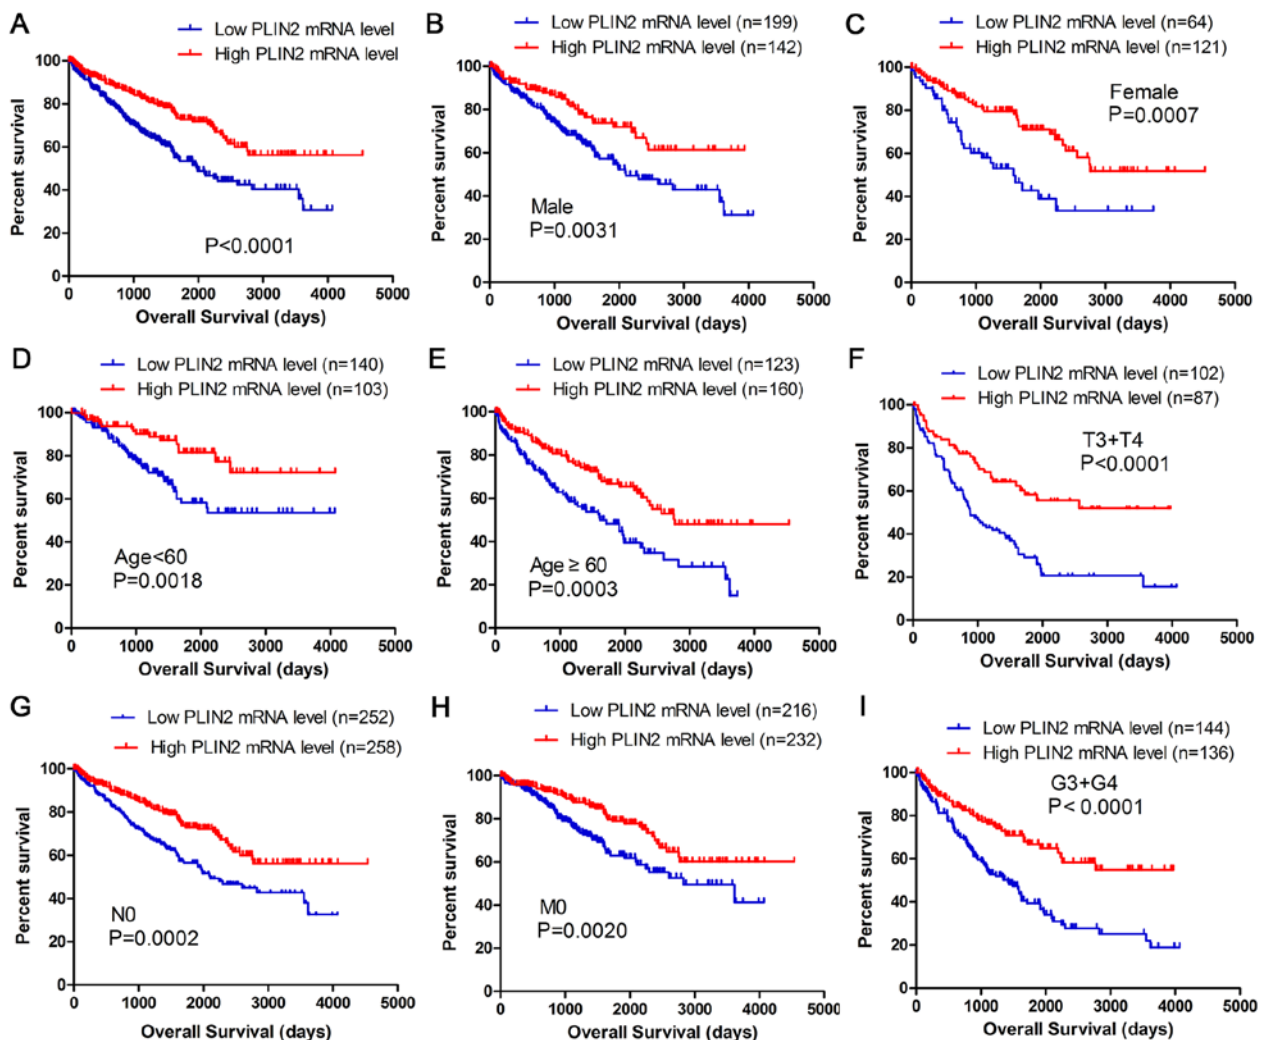 A
Low PLIN2 mRNA level
High PLIN2 mRNA level
Percent survival
100
80
60
40
20
0
P<0.0001
0 1000 2000 3000 4000 5000
Overall Survival (days)
B
Low PLIN2 mRNA level (n=199)
High PLIN2 mRNA level (n=142)
Percent survival
100
80
60
40
20
0
Male
P=0.0031
0 1000 2000 3000 4000 5000
Overall Survival (days)
C
Low PLIN2 mRNA level (n=64)
High PLIN2 mRNA level (n=121)
Percent survival
100
80
60
40
20
0
Female
P=0.0007
0 1000 2000 3000 4000 5000
Overall Survival (days)
D
Low PLIN2 mRNA level (n=140)
High PLIN2 mRNA level (n=103)
Percent survival
100
80
60
40
20
0
Age<60
P=0.0018
0 1000 2000 3000 4000 5000
Overall Survival (days)
E
Low PLIN2 mRNA level (n=123)
High PLIN2 mRNA level (n=160)
Percent survival
100
80
60
40
20
0
Age ≥ 60
P=0.0003
0 1000 2000 3000 4000 5000
Overall Survival (days)
F
Low PLIN2 mRNA level (n=102)
High PLIN2 mRNA level (n=87)
Percent survival
100
80
60
40
20
0
T3+T4
P<0.0001
0 1000 2000 3000 4000 5000
Overall Survival (days)
G
Low PLIN2 mRNA level (n=252)
High PLIN2 mRNA level (n=258)
Percent survival
100
80
60
40
20
0
N0
P=0.0002
0 1000 2000 3000 4000 5000
Overall Survival (days)
H
Low PLIN2 mRNA level (n=216)
High PLIN2 mRNA level (n=232)
Percent survival
100
80
60
40
20
0
M0
P=0.0020
0 1000 2000 3000 4000 5000
Overall Survival (days)
I
Low PLIN2 mRNA level (n=144)
High PLIN2 mRNA level (n=136)
Percent survival
100
80
60
40
20
0
G3+G4
P< 0.0001
0 1000 2000 3000 4000 5000
Overall Survival (days)